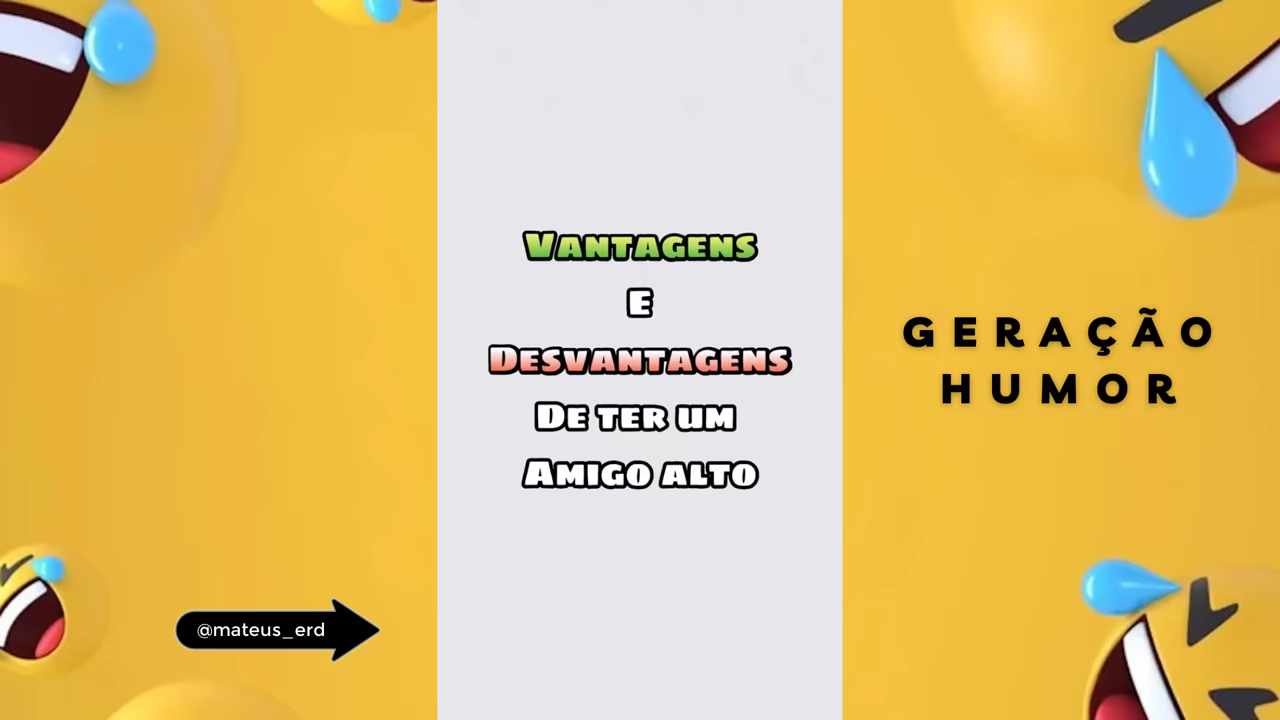 Vantagens
E
Desvantagens
De ter um
Amigo alto
GERAÇÃO
HUMOR
@mateus_erd